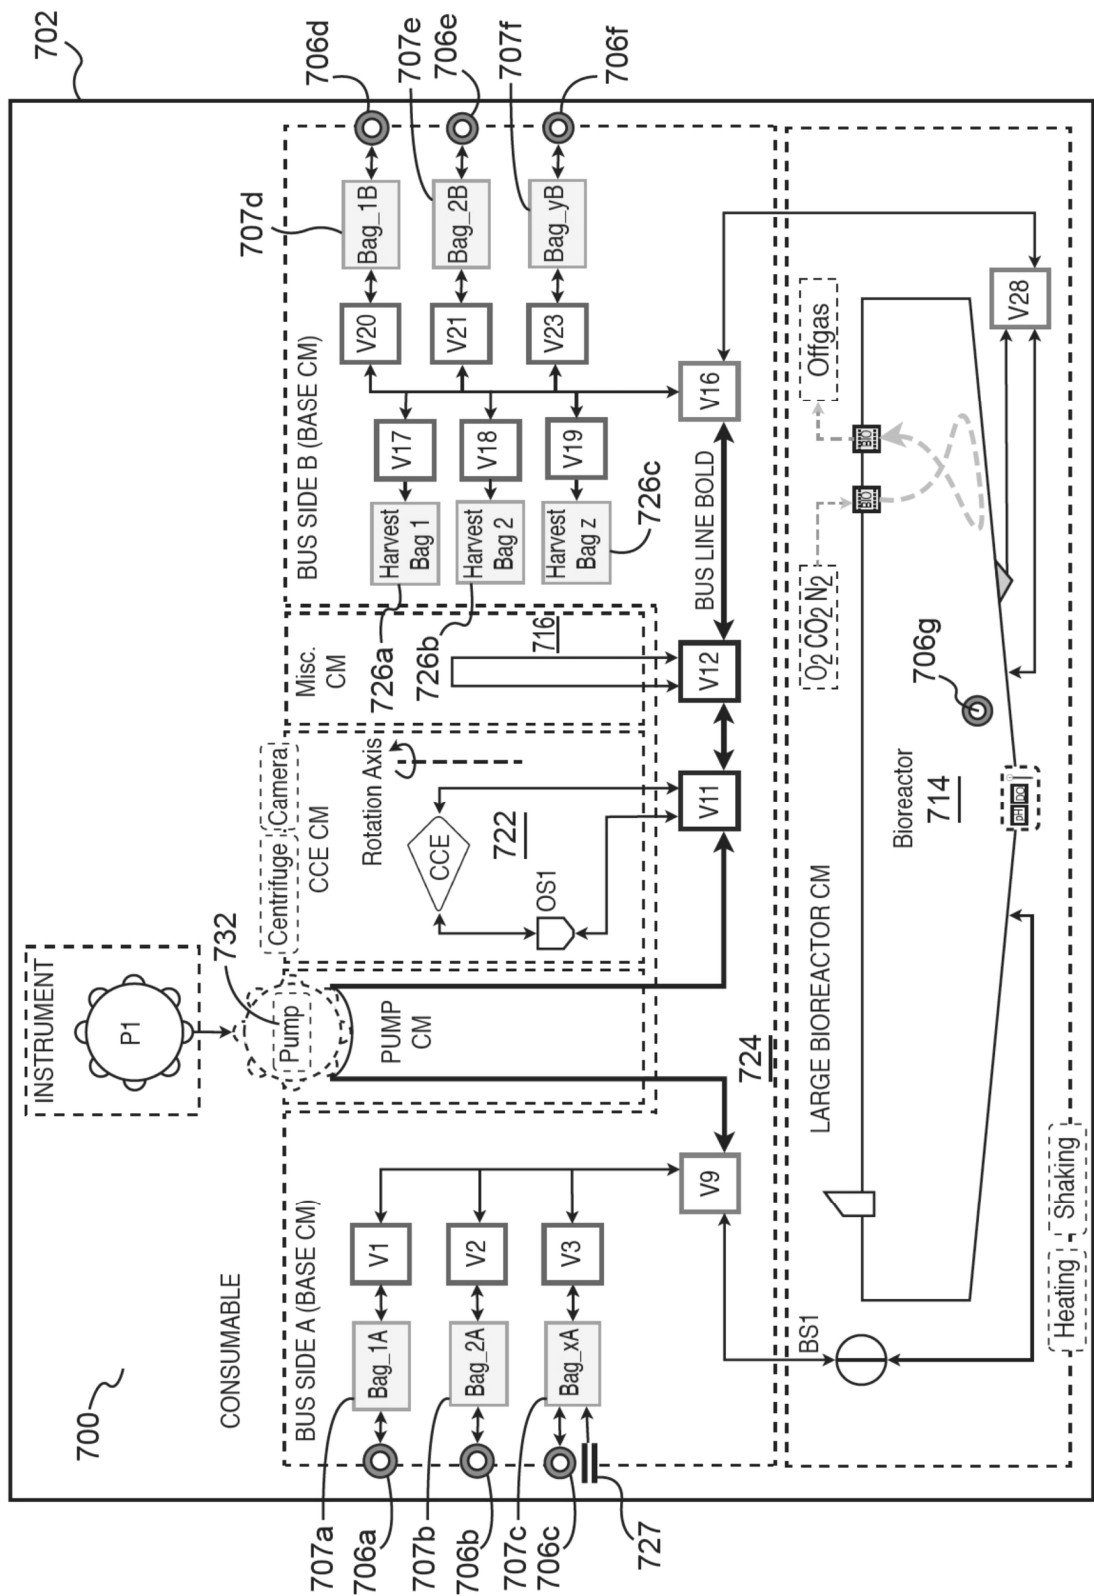 700
702
INSTRUMENT
P1
CONSUMABLE
732
Pump
Centrifuge
Camera
PUMP
CM
CCE CM
Rotation Axis
CCE
OS1
722
Misc.
CM
716
BUS SIDE A (BASE CM)
707a
706a
Bag_1A
V1
707b
706b
Bag_2A
V2
707c
706c
Bag_xA
V3
727
V9
BUS SIDE B (BASE CM)
726a
Harvest
Bag 1
V17
726b
Harvest
Bag 2
V18
726c
Harvest
Bag z
V19
707d
V20
Bag_1B
706d
707e
V21
Bag_2B
706e
707f
V23
Bag_yB
706f
V11
V12
BUS LINE BOLD
V16
724
LARGE BIOREACTOR CM
BS1
Bioreactor
714
706g
O2 CO2 N2
Offgas
BIO
BIO
V28
pH
DO
Heating
Shaking